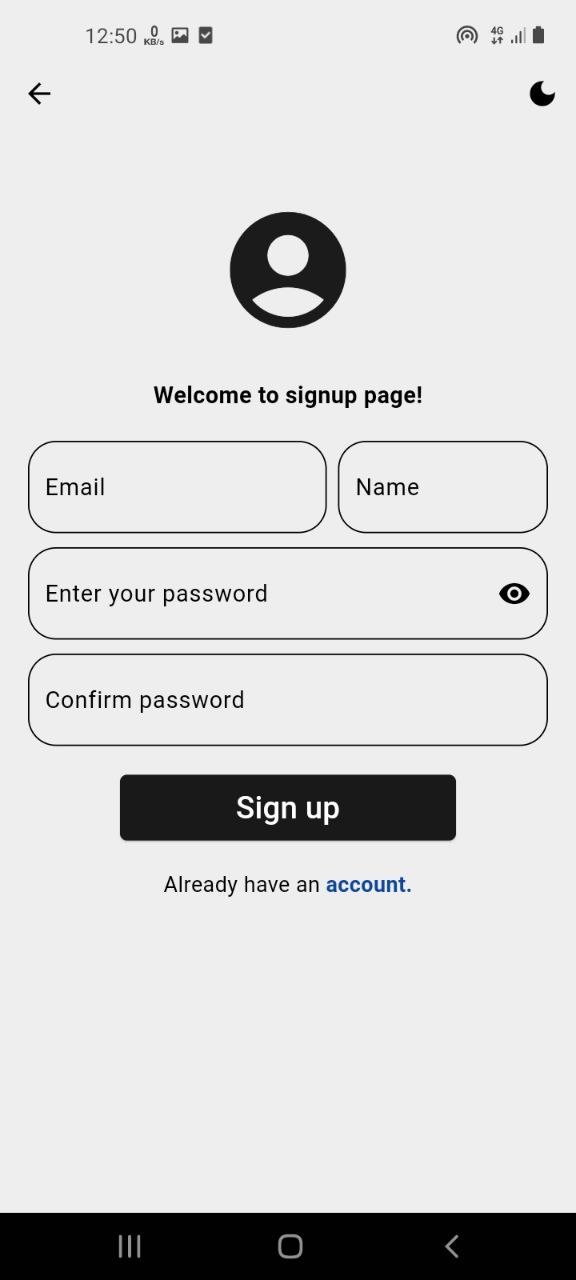 12:50 0 KB/s 4G
Welcome to signup page!
Email Name
Enter your password
Confirm password
Sign up
Already have an account.